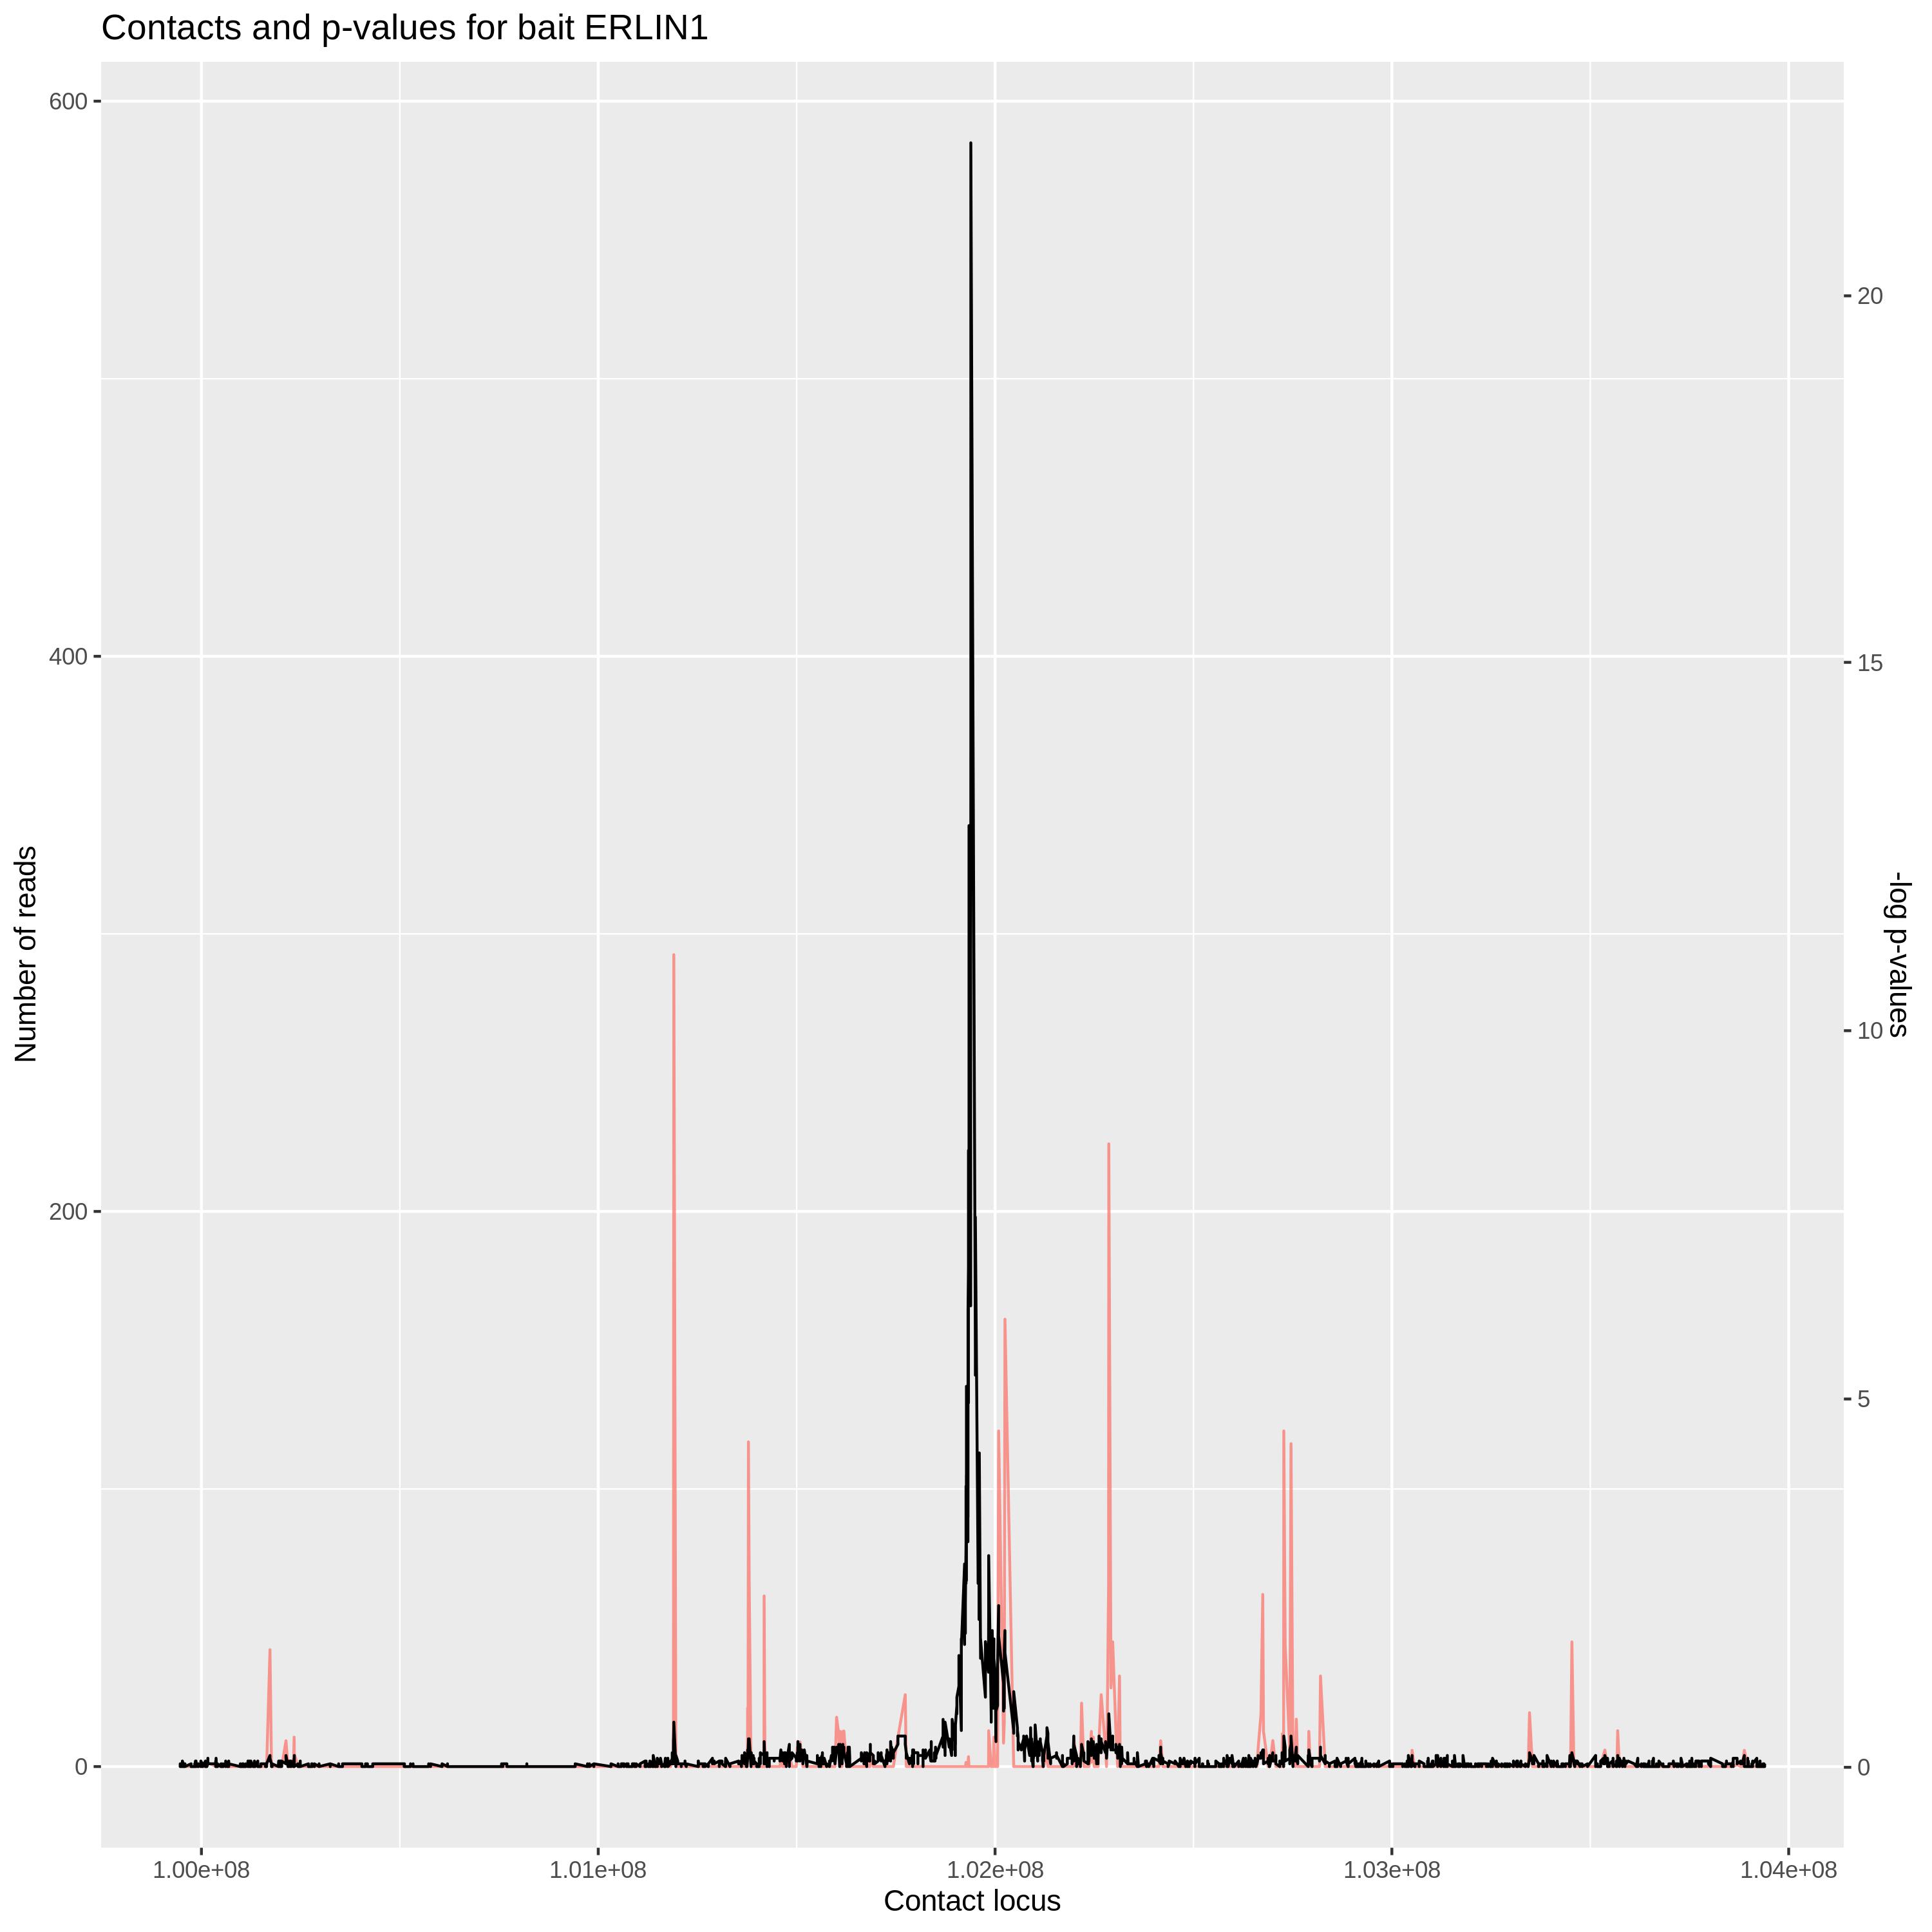 Contacts and p-values for bait ERLIN1
600
400
200
0
Number of reads
20
15
10
5
0
-log p-values
1.00e+08 1.01e+08 1.02e+08 1.03e+08 1.04e+08
Contact locus